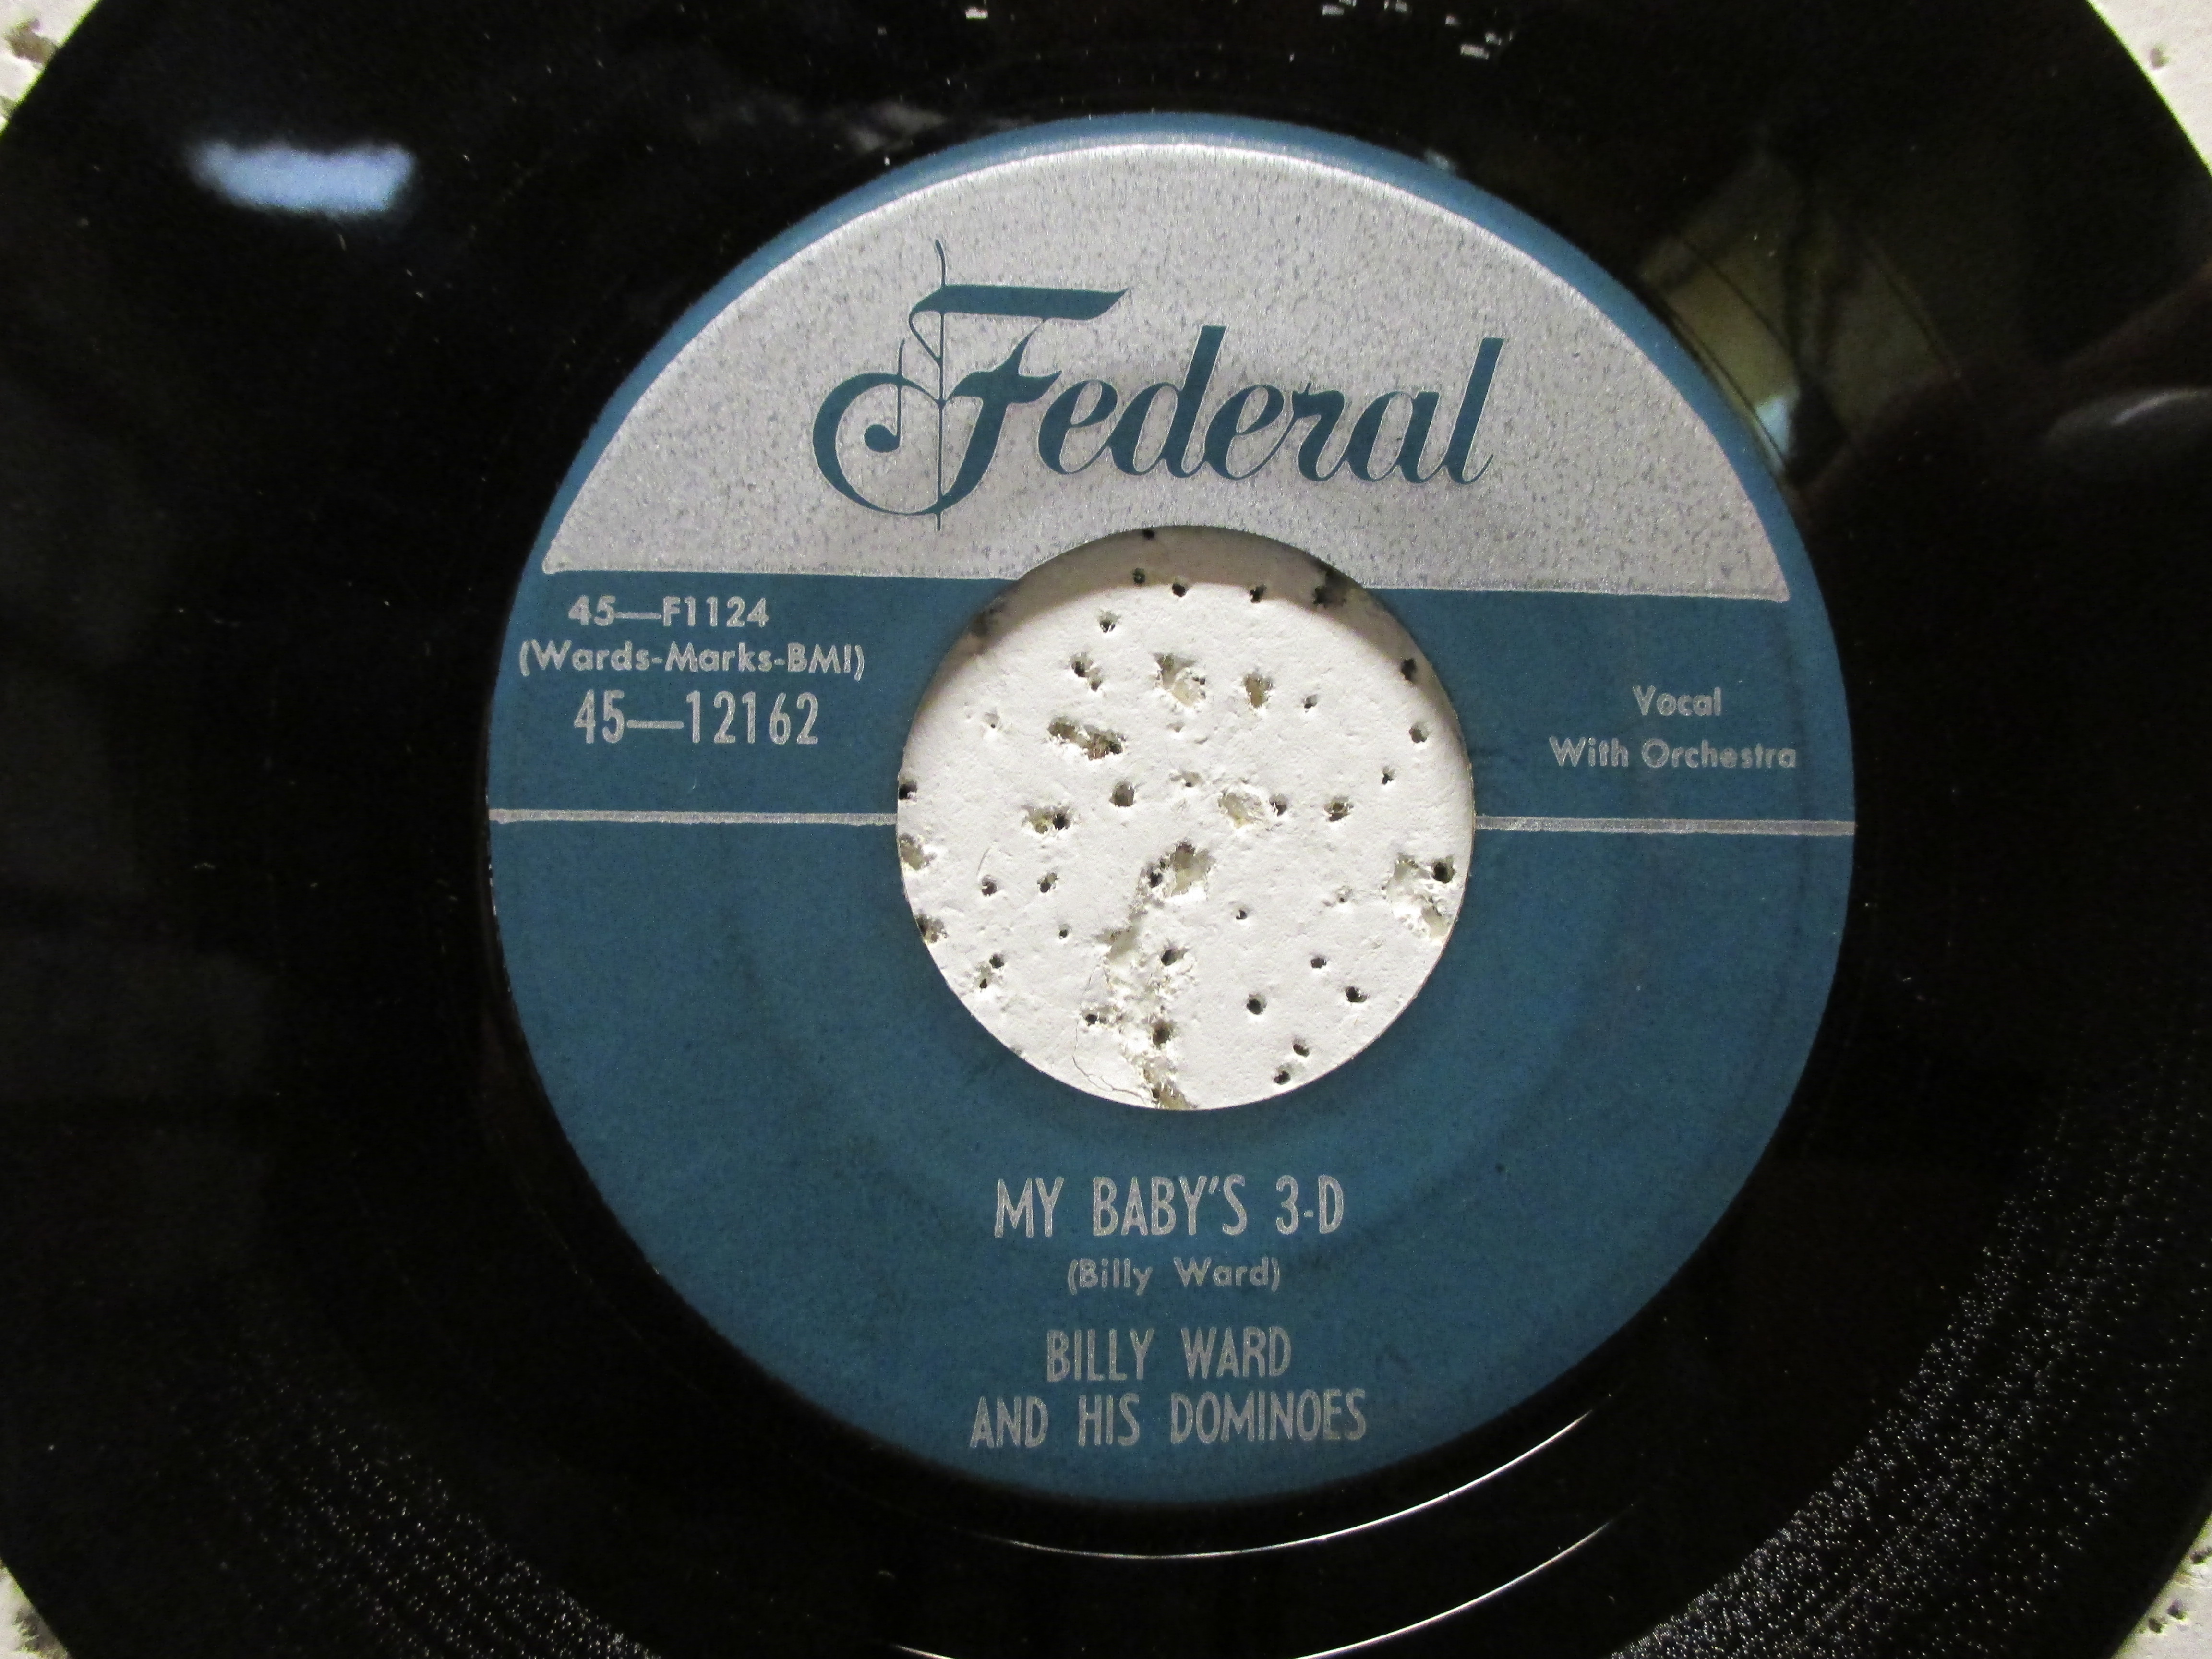 Federal
45—F1124
(Wards-Marks-BMI)
45—12162
Vocal
With Orchestra
MY BABY'S 3-D
(Billy Ward)
BILLY WARD
AND HIS DOMINOES